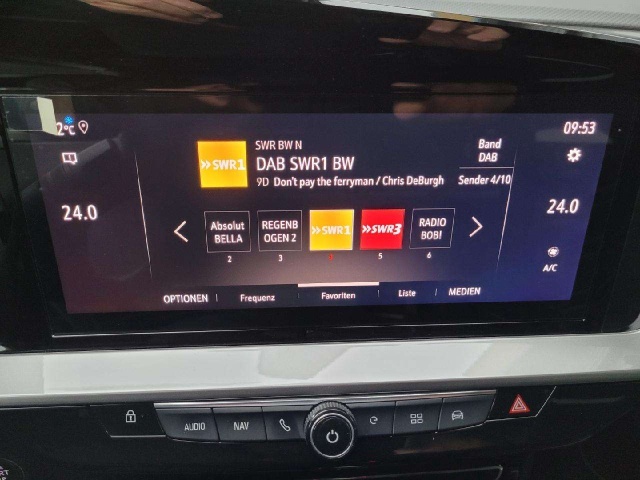 2°C
09:53
SWR BW N
DAB SWR1 BW
9D Don't pay the ferryman / Chris DeBurgh
Band
DAB
Sender 4/10
»SWR1
24.0
24.0
Absolut
BELLA
REGENB
OGEN 2
»SWR1
»SWR3
RADIO
BOB!
2
3
5
6
A/C
OPTIONEN
Frequenz
Favoriten
Liste
MEDIEN
AUDIO
NAV